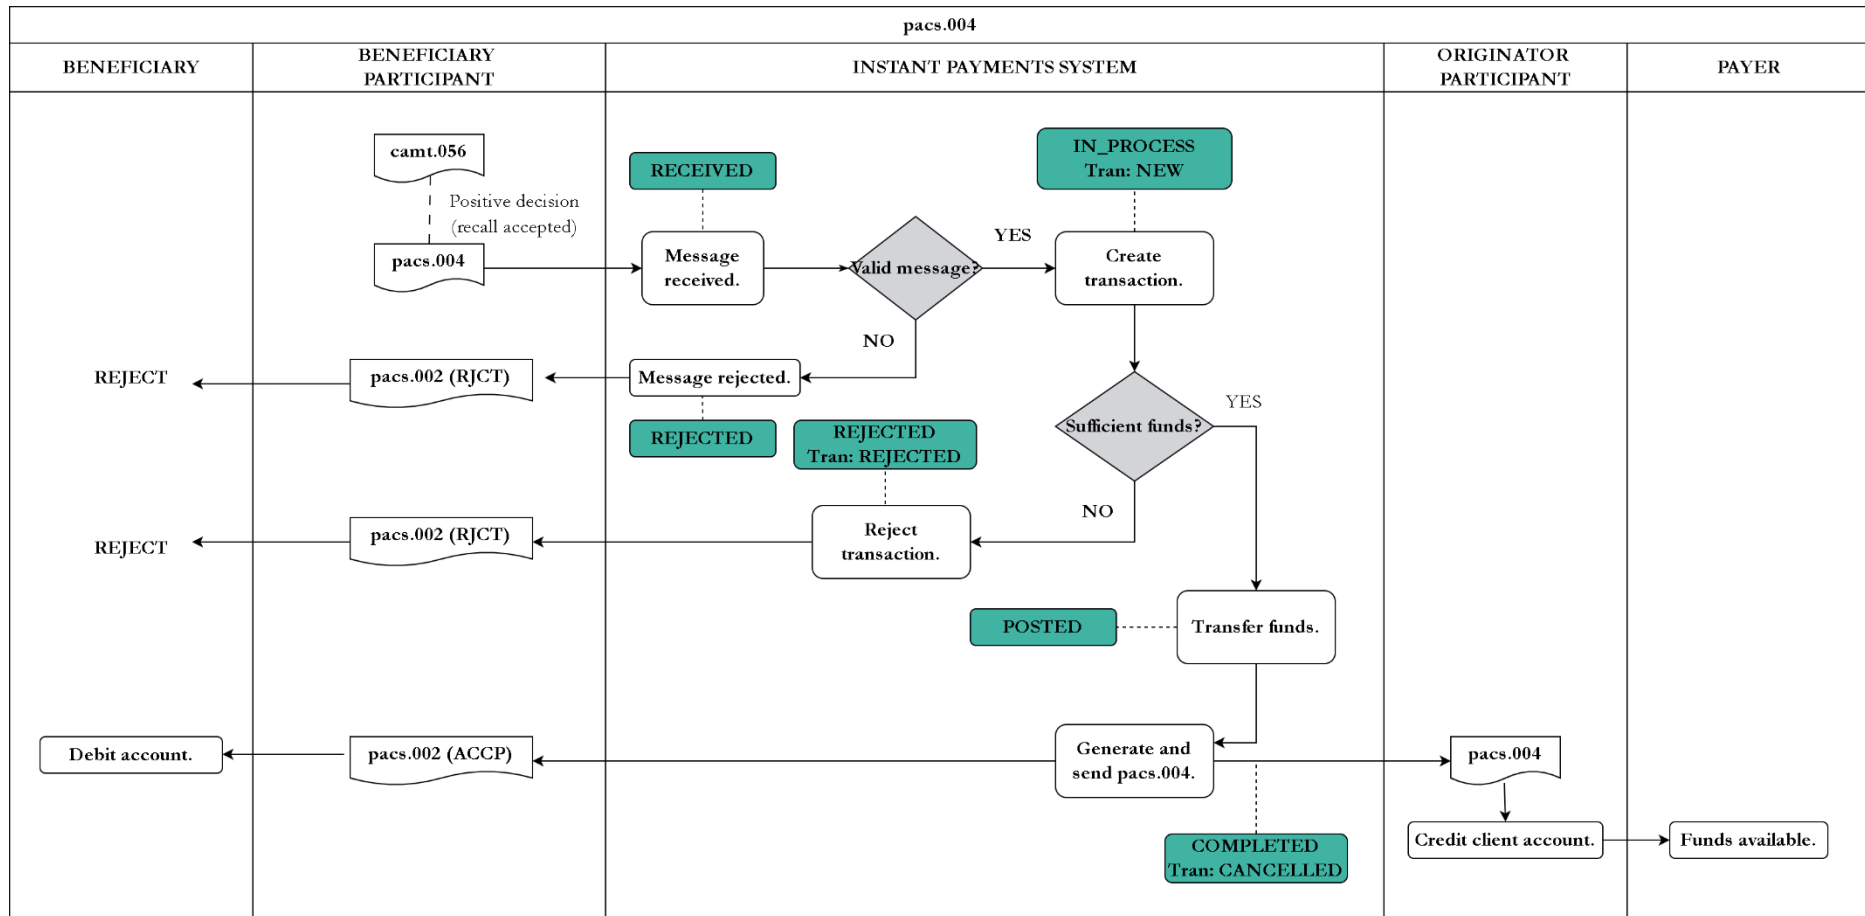 pacs.004
BENEFICIARY
BENEFICIARY
PARTICIPANT
INSTANT PAYMENTS SYSTEM
ORIGINATOR
PARTICIPANT
PAYER
camt.056
Positive decision
(recall accepted)
pacs.004
RECEIVED
Message
received.
Valid message?
YES
IN_PROCESS
Tran: NEW
Create
transaction.
NO
REJECT
pacs.002 (RJCT)
Message rejected.
REJECTED
REJECTED
Tran: REJECTED
Sufficient funds?
YES
NO
REJECT
pacs.002 (RJCT)
Reject
transaction.
POSTED
Transfer funds.
Debit account.
pacs.002 (ACCP)
Generate and
send pacs.004.
pacs.004
COMPLETED
Tran: CANCELLED
Credit client account.
Funds available.